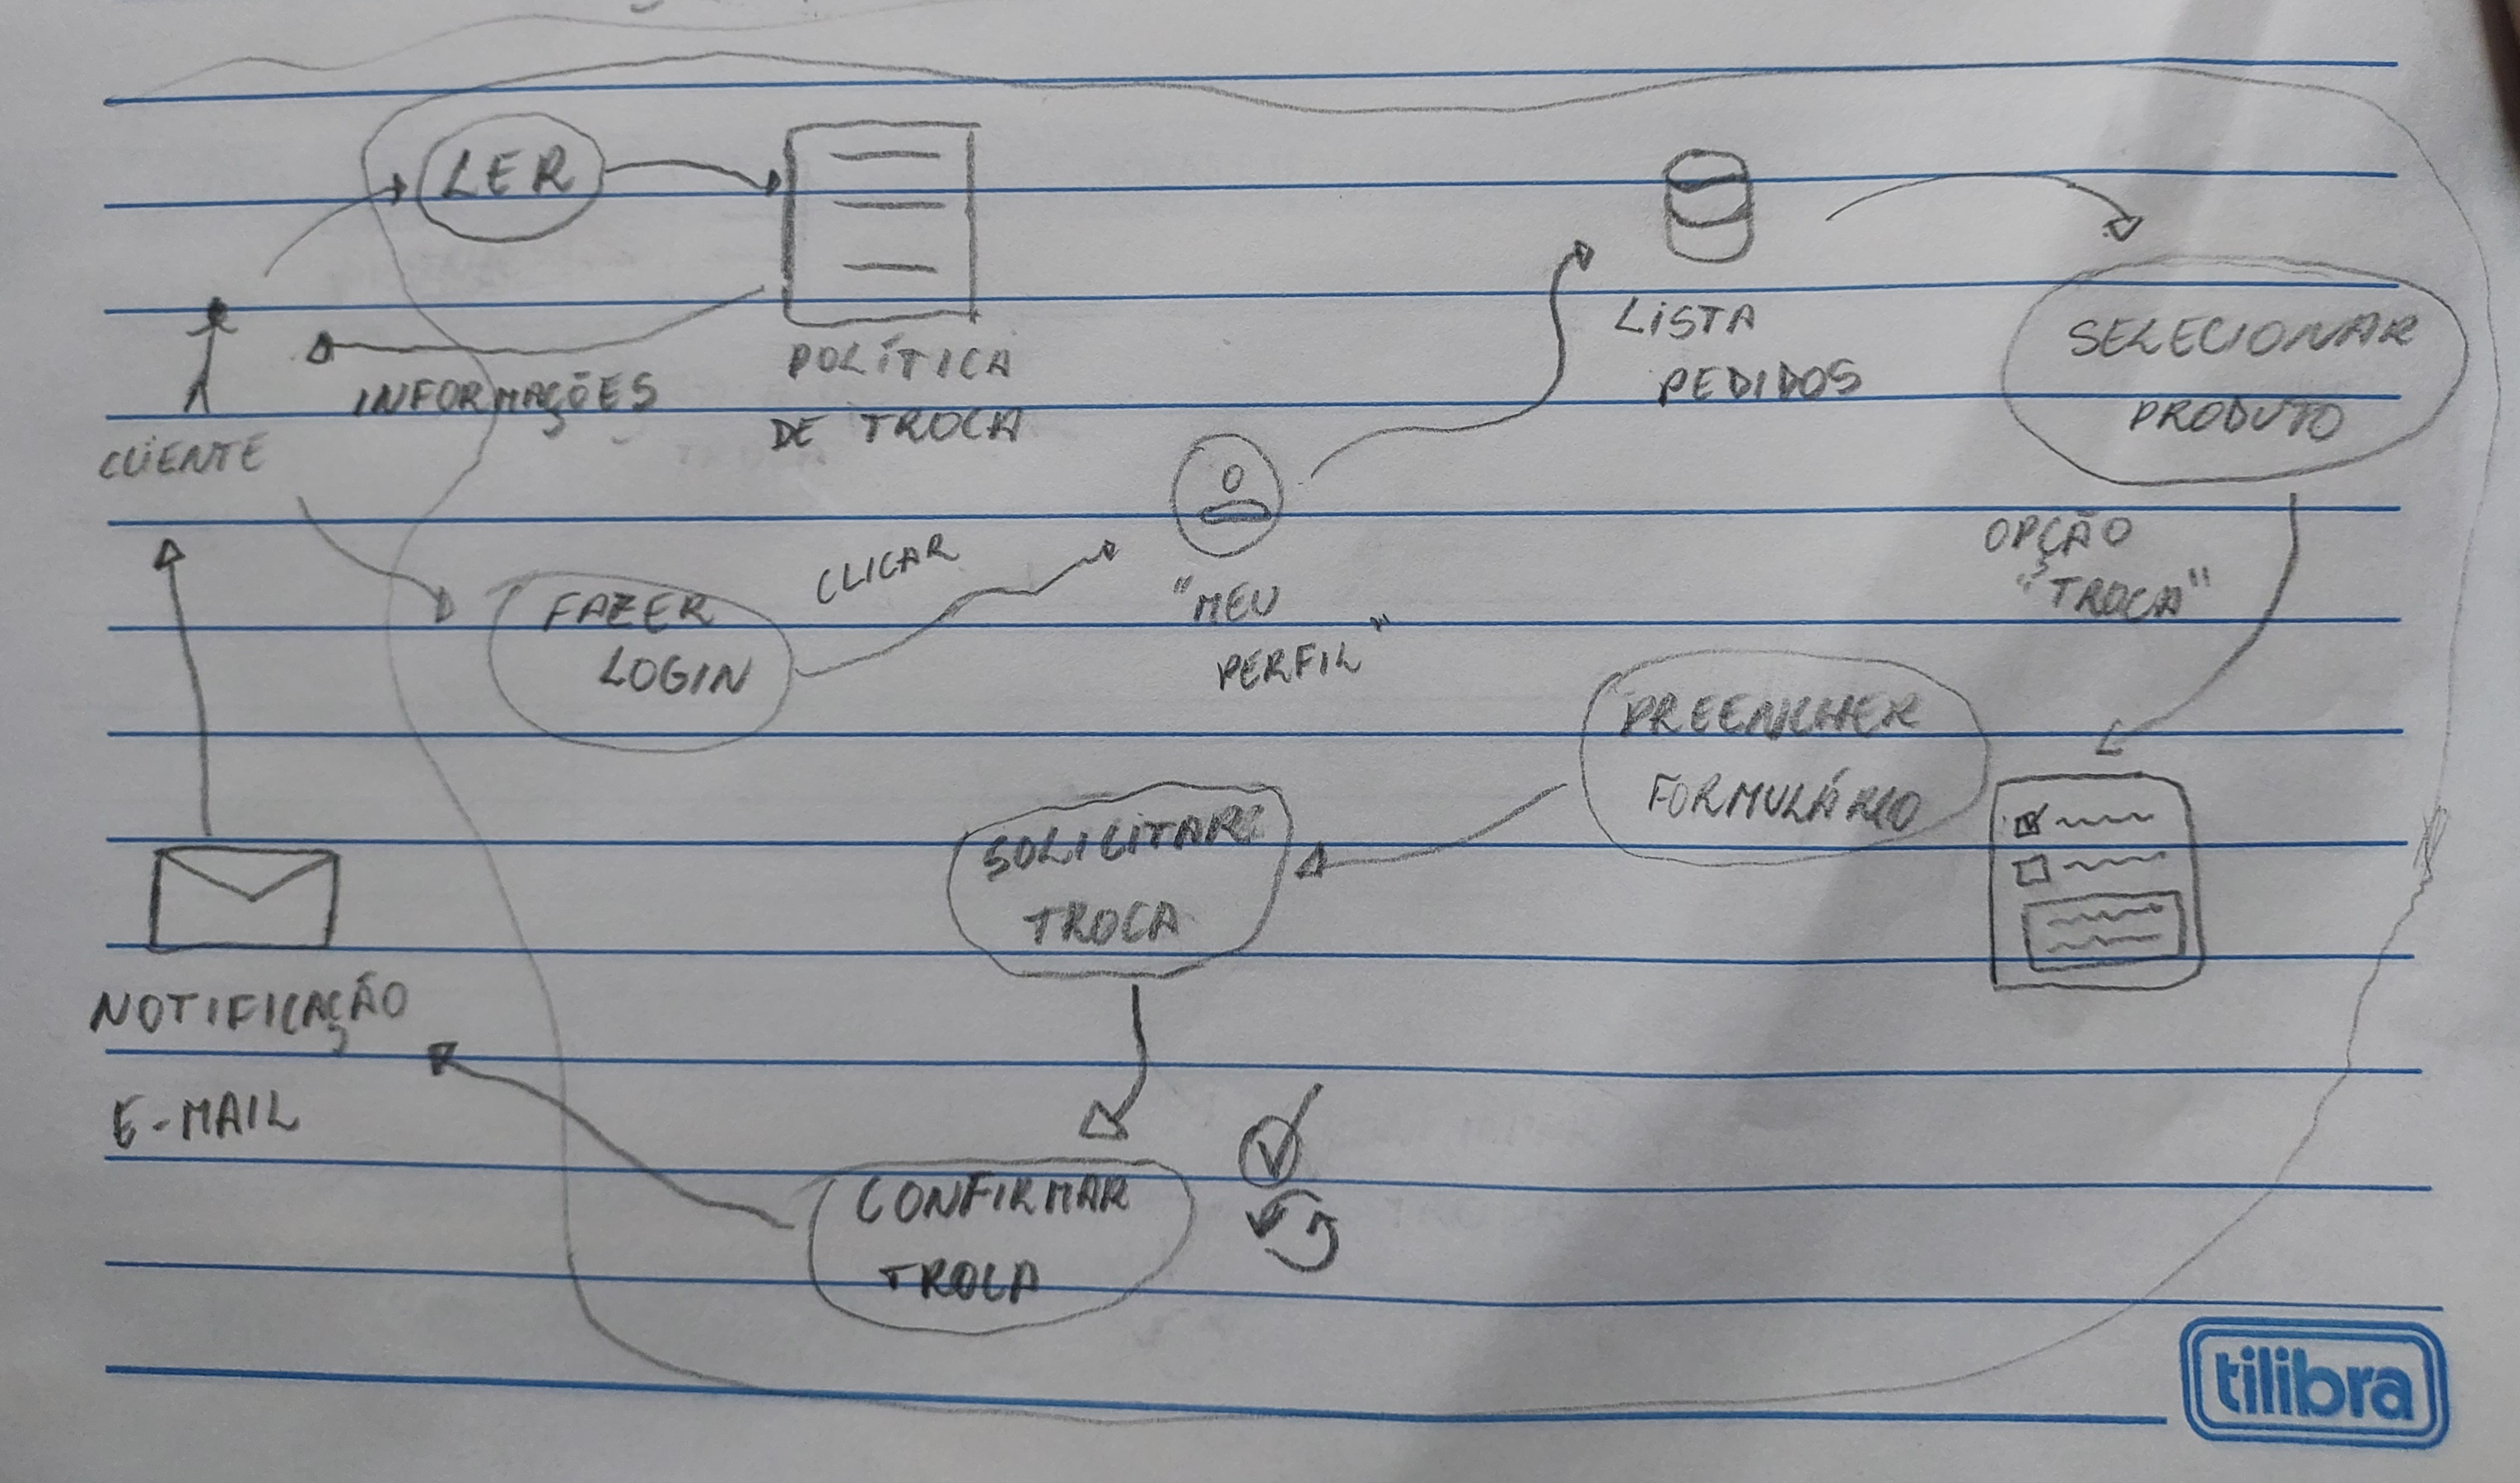 LER
POLÍTICA
DE TROCA
INFORMAÇÕES
CLIENTE
LISTA
PEDIDOS
SELECIONAR
PRODUTO
FAZER
LOGIN
CLICAR
"MEU
PERFIL"
OPÇÃO
"TROCA"
PREENCHER
FORMULÁRIO
SOLICITAR
TROCA
NOTIFICAÇÃO
E-MAIL
CONFIRMAR
TROCA
tilibra